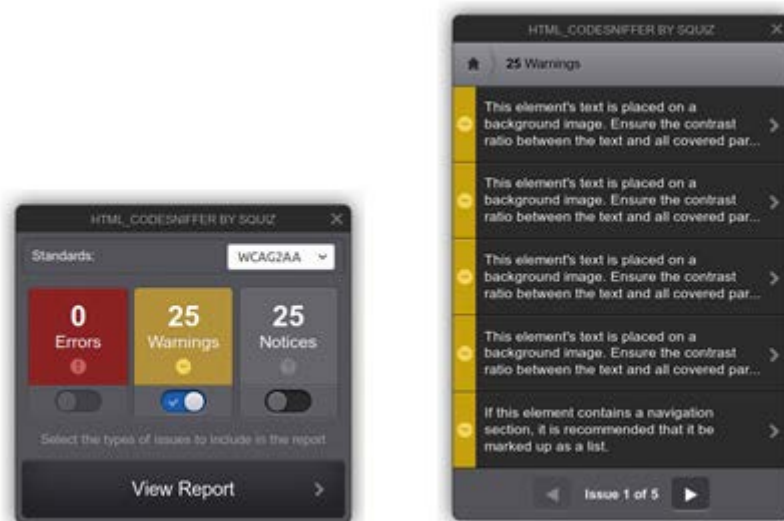 HTML_CODESNIFFER BY SQUIZ
Standards:
WCAG2AA
0
Errors
25
Warnings
25
Notices
Select the types of issues to include in the report
View Report
HTML_CODESNIFFER BY SQUIZ
25 Warnings
This element's text is placed on a
background image. Ensure the contrast
ratio between the text and all covered par...
This element's text is placed on a
background image. Ensure the contrast
ratio between the text and all covered par...
This element's text is placed on a
background image. Ensure the contrast
ratio between the text and all covered par...
This element's text is placed on a
background image. Ensure the contrast
ratio between the text and all covered par...
If this element contains a navigation
section, it is recommended that it be
marked up as a list.
Issue 1 of 5